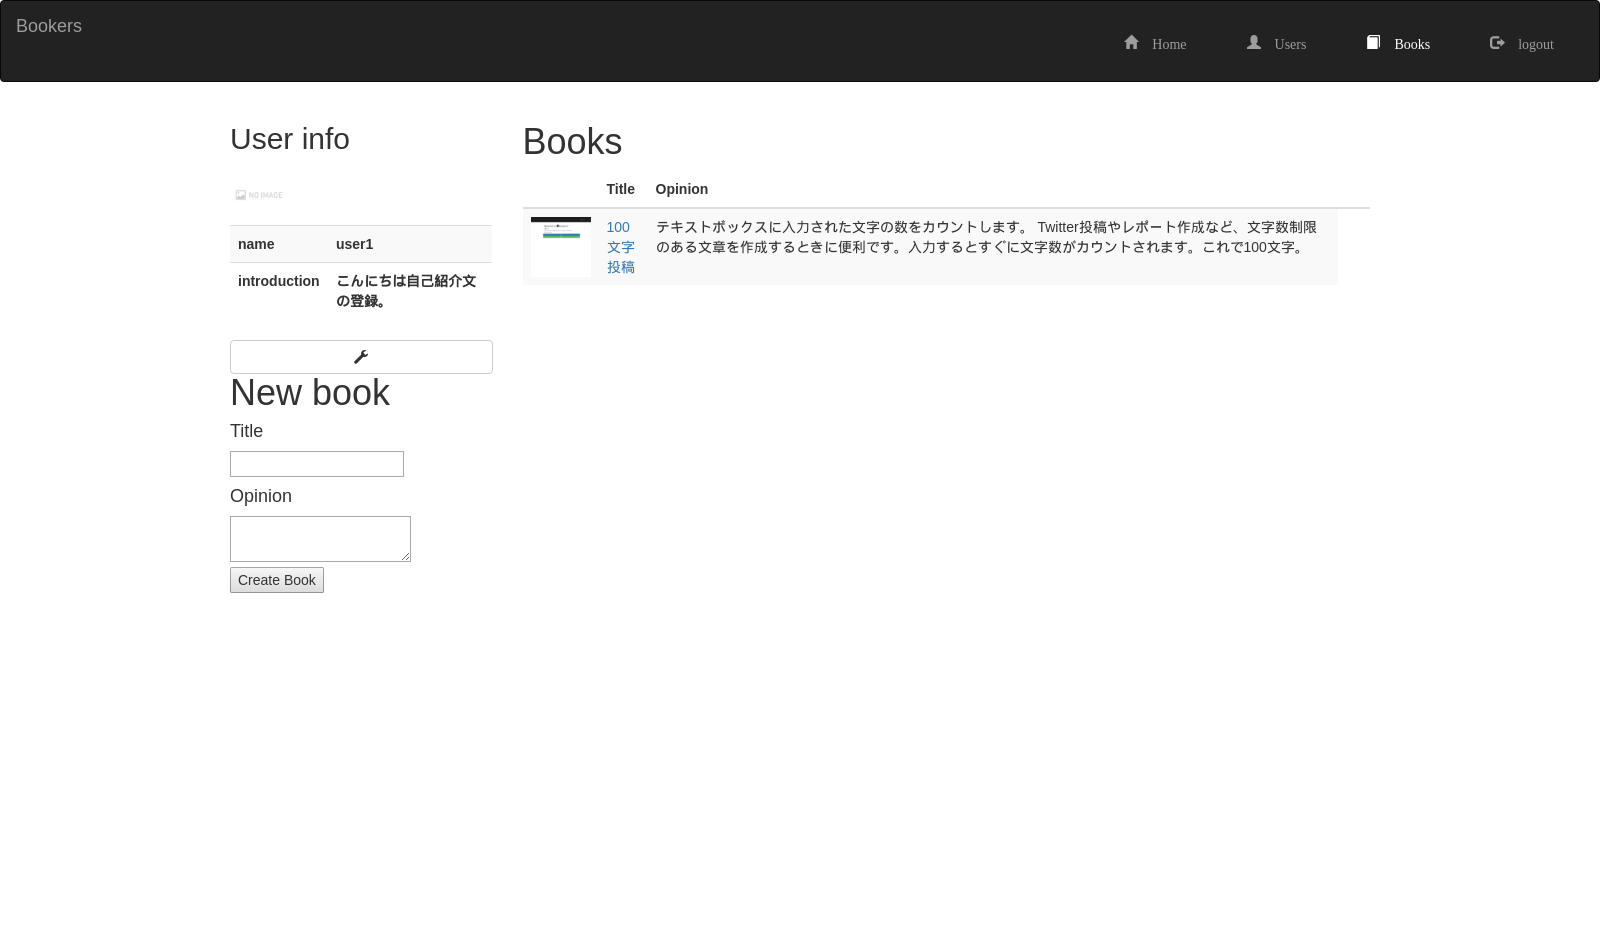 Bookers
Home
Users
Books
logout
User info
NO IMAGE
name user1
introduction こんにちは自己紹介文
の登録。
New book
Title
Opinion
Create Book
Books
Title Opinion
100
文字
投稿
テキストボックスに入力された文字の数をカウントします。 Twitter投稿やレポート作成など、文字数制限
のある文章を作成するときに便利です。入力するとすぐに文字数がカウントされます。これで100文字。